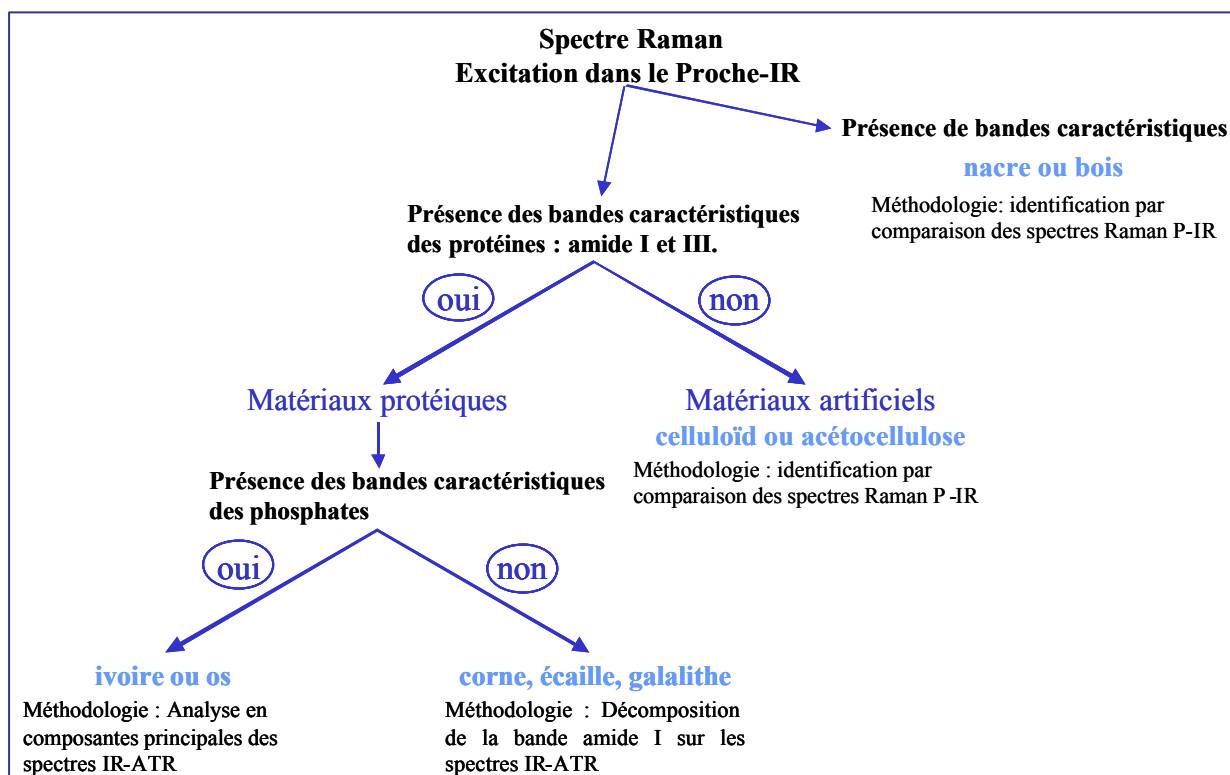 Spectre Raman
Excitation dans le Proche-IR
Présence de bandes caractéristiques
nacre ou bois
Méthodologie: identification par
comparaison des spectres Raman P-IR
Présence des bandes caractéristiques
des protéines : amide I et III.
oui
non
Matériaux protéiques
Matériaux artificiels
celluloïd ou acétocellulose
Méthodologie : identification par
comparaison des spectres Raman P -IR
Présence des bandes caractéristiques
des phosphates
oui
non
ivoire ou os
Méthodologie : Analyse en
composantes principales des
spectres IR-ATR
corne, écaille, galalithe
Méthodologie : Décomposition
de la bande amide I sur les
spectres IR-ATR